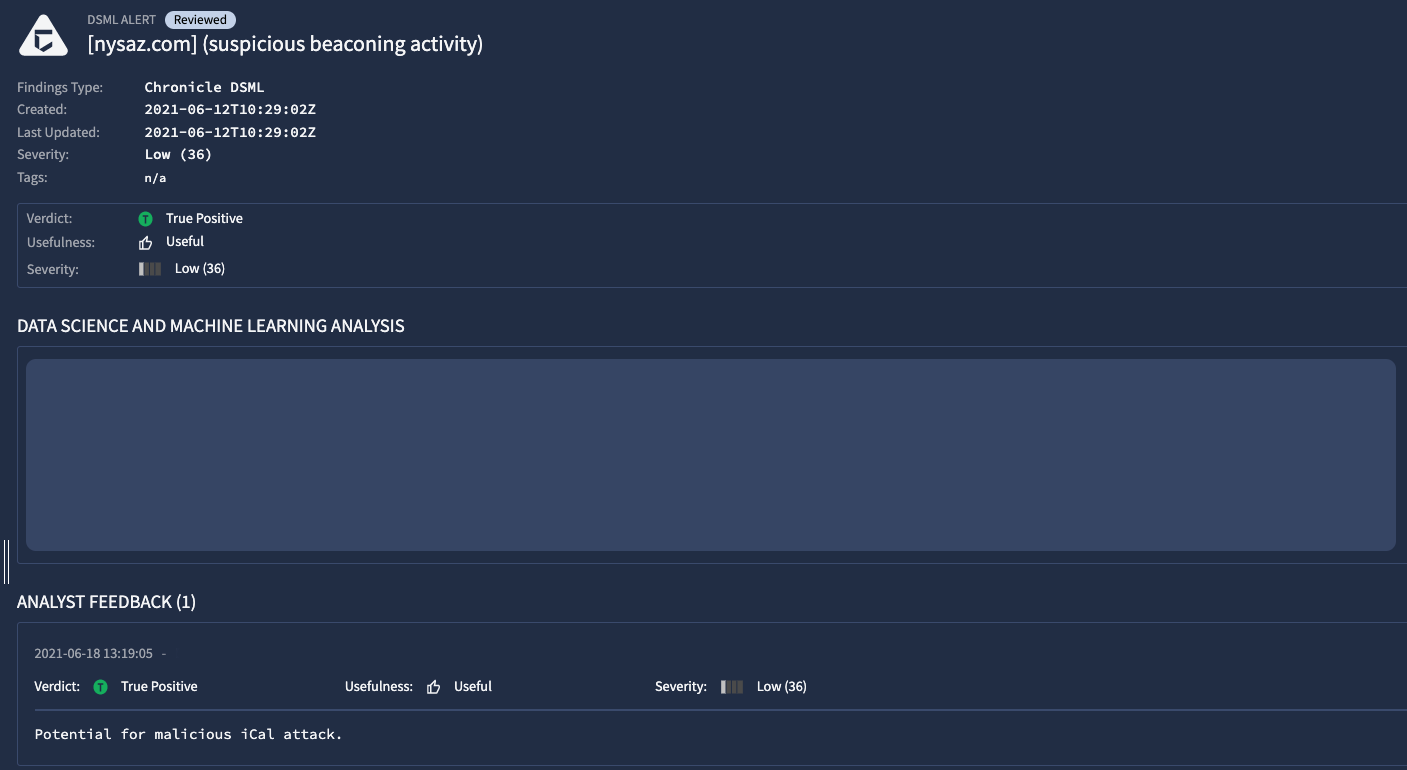 DSML ALERT Reviewed
[nysaz.com] (suspicious beaconing activity)
Findings Type: Chronicle DSML
Created: 2021-06-12T10:29:02Z
Last Updated: 2021-06-12T10:29:02Z
Severity: Low (36)
Tags: n/a
Verdict: T True Positive
Usefulness: Useful
Severity: Low (36)
DATA SCIENCE AND MACHINE LEARNING ANALYSIS
ANALYST FEEDBACK (1)
2021-06-18 13:19:05 -
Verdict: T True Positive Usefulness: Useful Severity: Low (36)
Potential for malicious iCal attack.